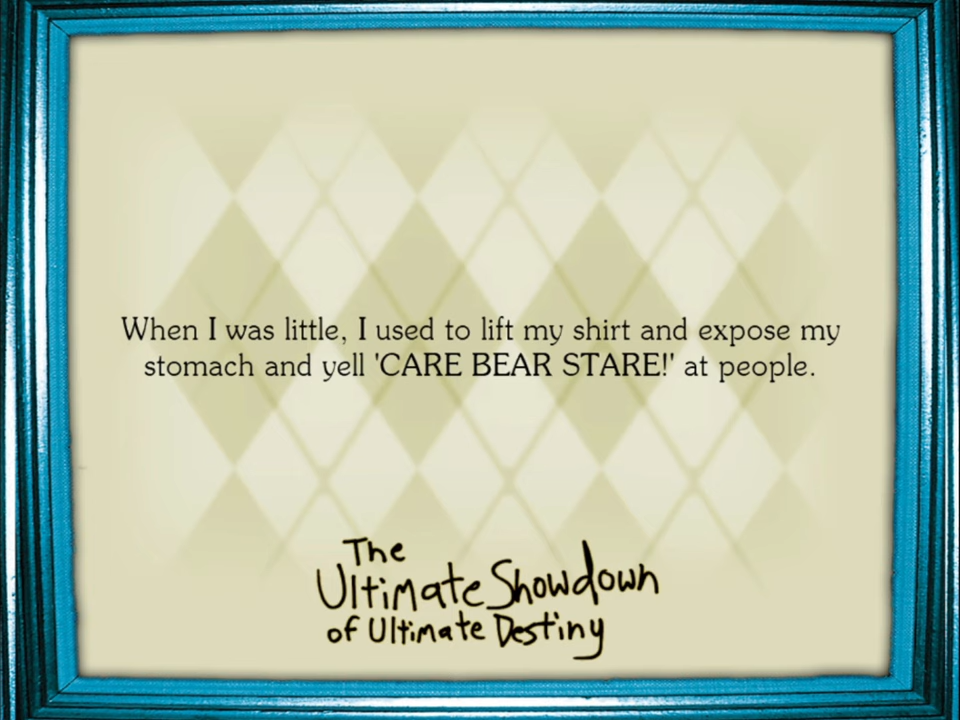 When I was little, I used to lift my shirt and expose my
stomach and yell 'CARE BEAR STARE!' at people.
The
Ultimate Showdown
of Ultimate Destiny